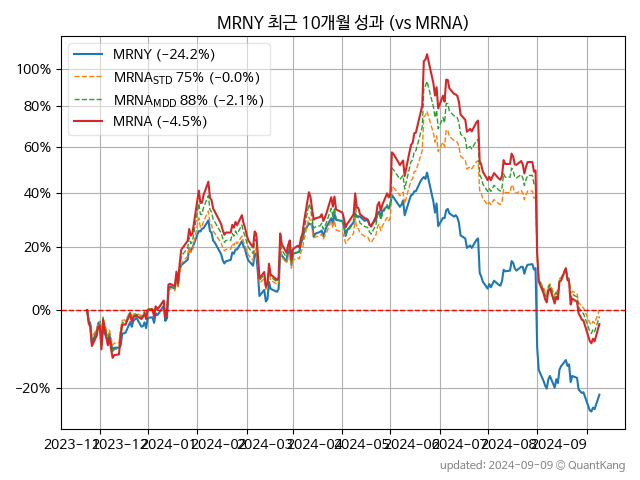 MRNY 최근 10개월 성과 (vs MRNA)
MRNY (−24.2%)
MRNA_STD 75% (−0.0%)
MRNA_MDD 88% (−2.1%)
MRNA (−4.5%)
100%
80%
60%
40%
20%
0%
−20%
2023−11 2023−12 2024−01 2024−02 2024−03 2024−04 2024−05 2024−06 2024−07 2024−08 2024−09
updated: 2024−09−09 © QuantKang